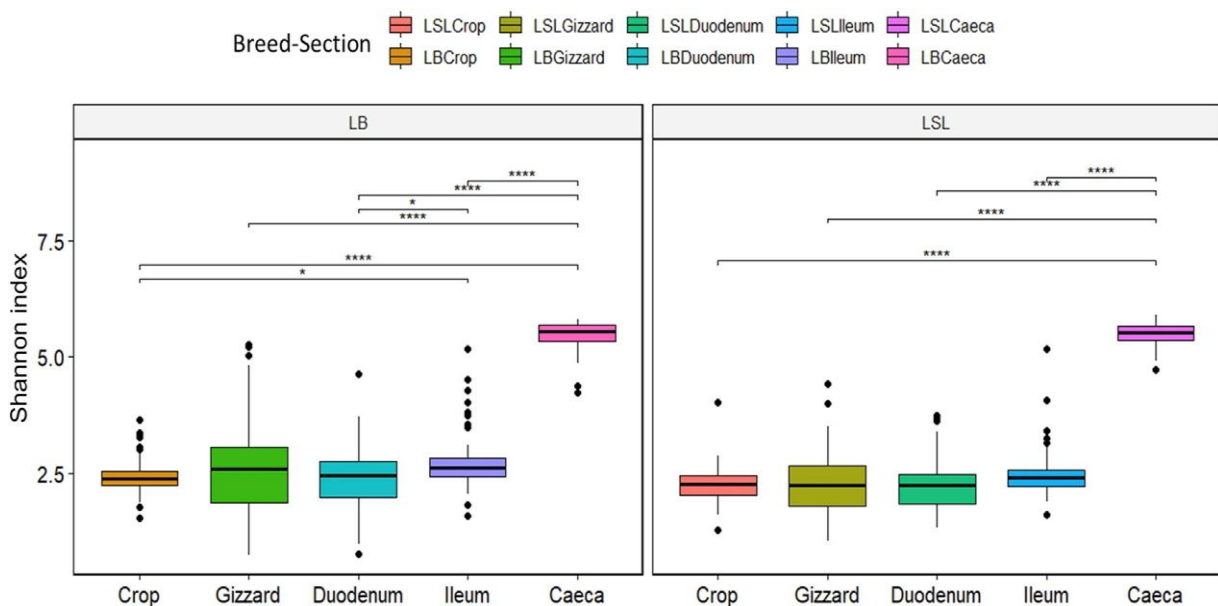 LSLCrop LSLGizzard LSLDuodenum LSLIleum LSLCaeca
Breed-Section
LBCrop LBGizzard LBDuodenum LBIleum LBCaeca
LB LSL
****
****
****
****
*
****
****
7.5
****
****
*
5.0
Shannon index
2.5
Crop Gizzard Duodenum Ileum Caeca Crop Gizzard Duodenum Ileum Caeca